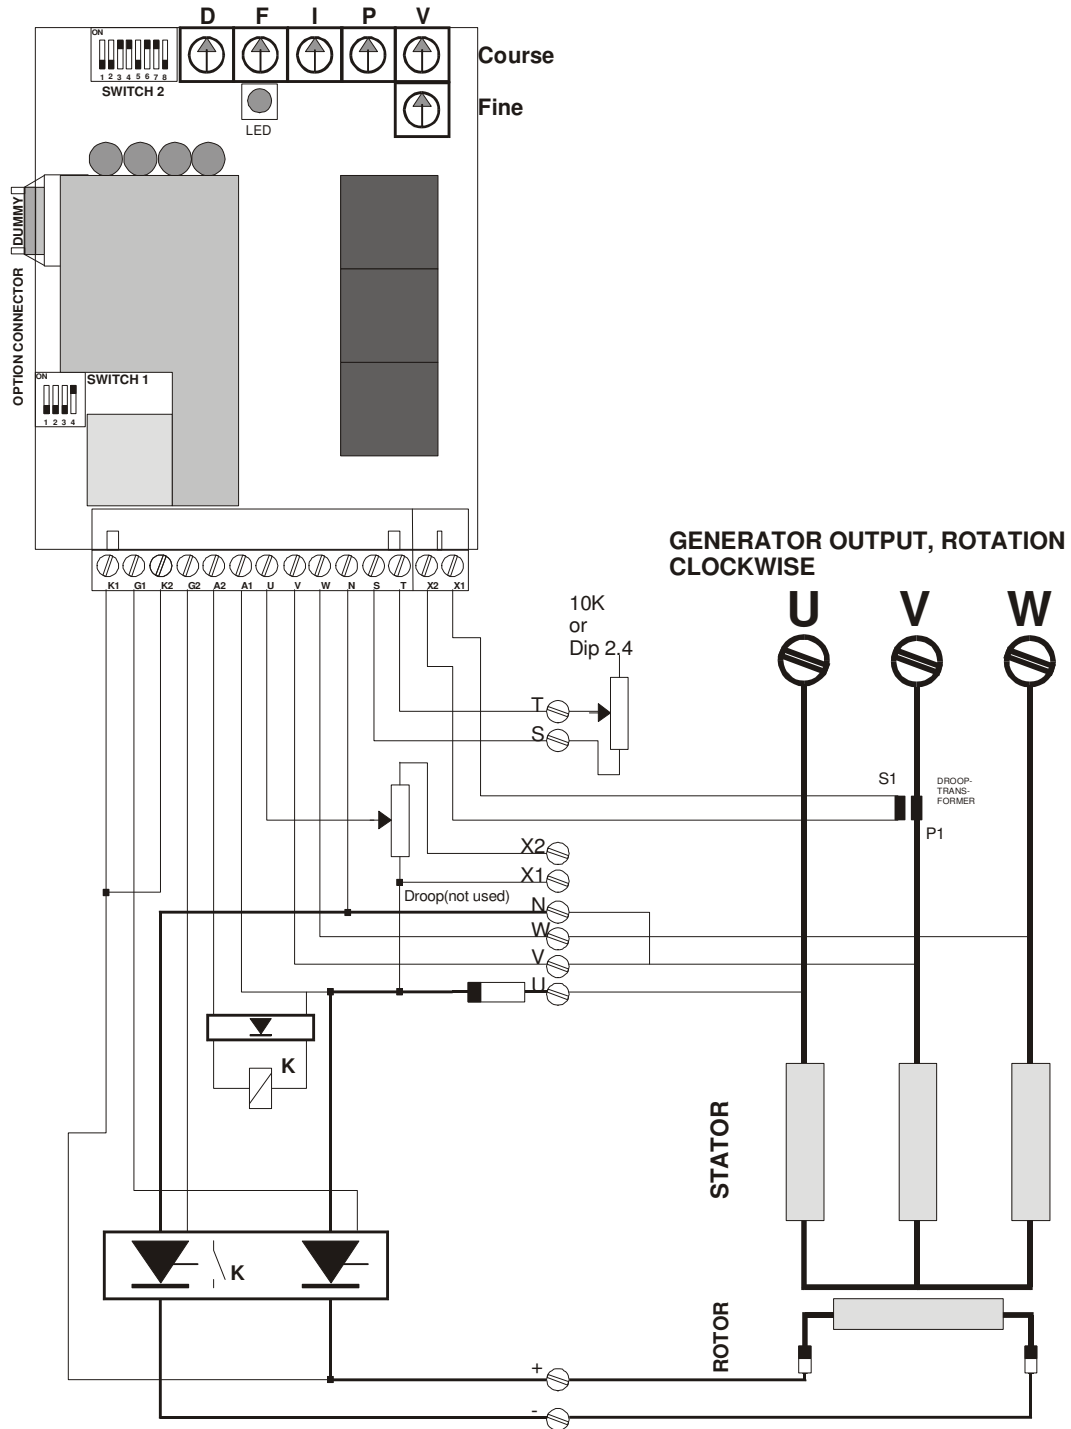 D F I P V
ON
1 2 3 4 5 6 7 8
SWITCH 2
Course
Fine
LED
DUMMY
OPTION CONNECTOR
ON
SWITCH 1
1 2 3 4
K1 G1 K2 G2 A2 A1 U V W N S T X2 X1
GENERATOR OUTPUT, ROTATION
CLOCKWISE
U V W
10K
or
Dip 2.4
T
S
S1
DROOP-
TRANS-
FORMER
P1
X2
X1
Droop(not used)
N
W
V
U
K
STATOR
K
ROTOR
+
-